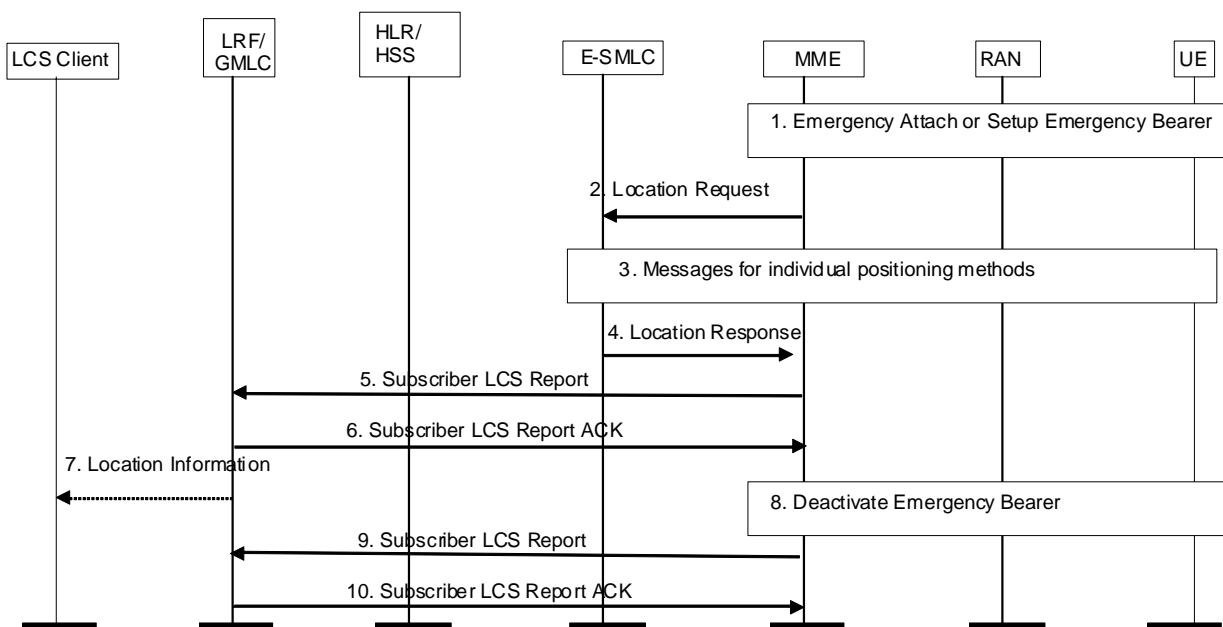 LCS Client
LRF/
GMLC
HLR/
HSS
E-SMLC
MME
RAN
UE
1. Emergency Attach or Setup Emergency Bearer
2. Location Request
3. Messages for individual positioning methods
4. Location Response
5. Subscriber LCS Report
6. Subscriber LCS Report ACK
7. Location Information
8. Deactivate Emergency Bearer
9. Subscriber LCS Report
10. Subscriber LCS Report ACK